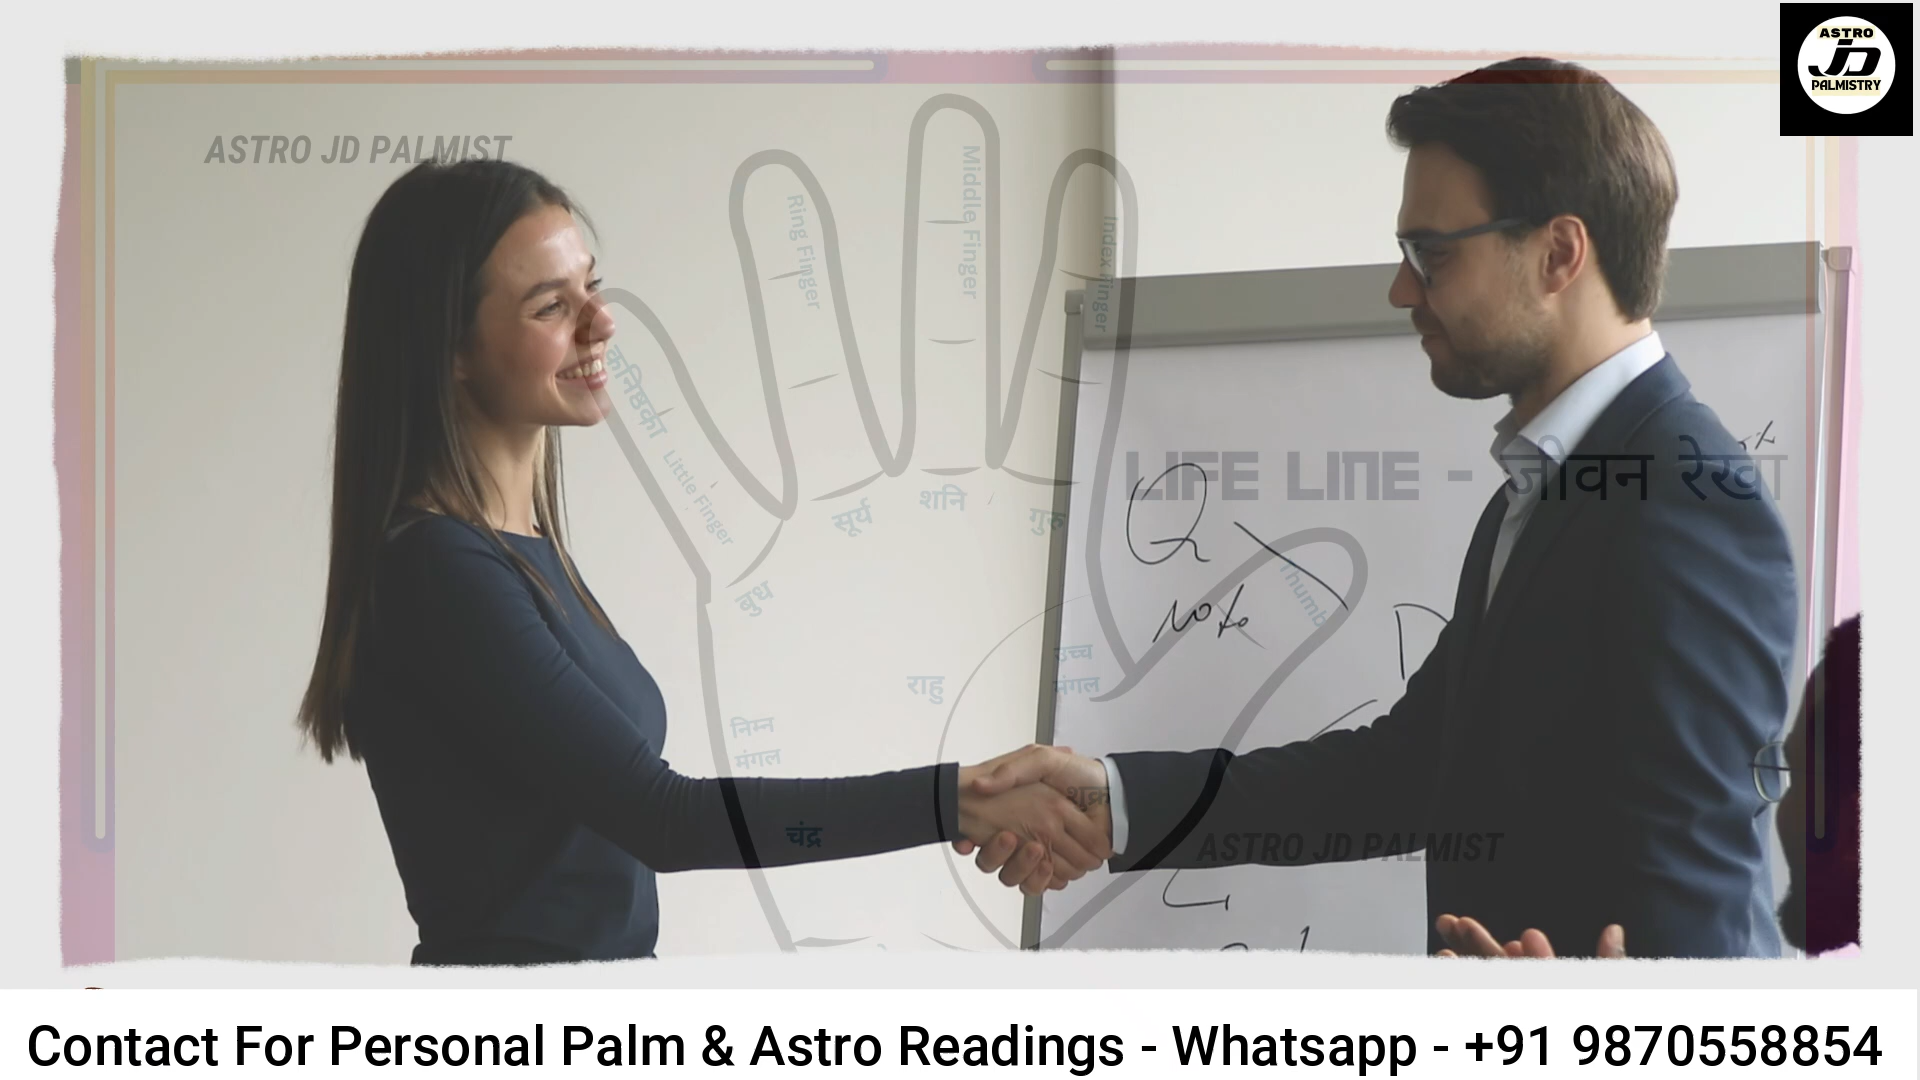 ASTRO
JD
PALMISTRY
ASTRO JD PALMIST
Middle Finger
Ring Finger
Index Finger
कनिष्ठका Little Finger
LIFE LINE - जीवन रेखा
सूर्य
शनि
गुरु
Thumb
बुध
10%
उच्च
मंगल
राहु
निम्न
मंगल
शुक्र
चंद्र
ASTRO JD PALMIST
Contact For Personal Palm & Astro Readings - Whatsapp - +91 9870558854